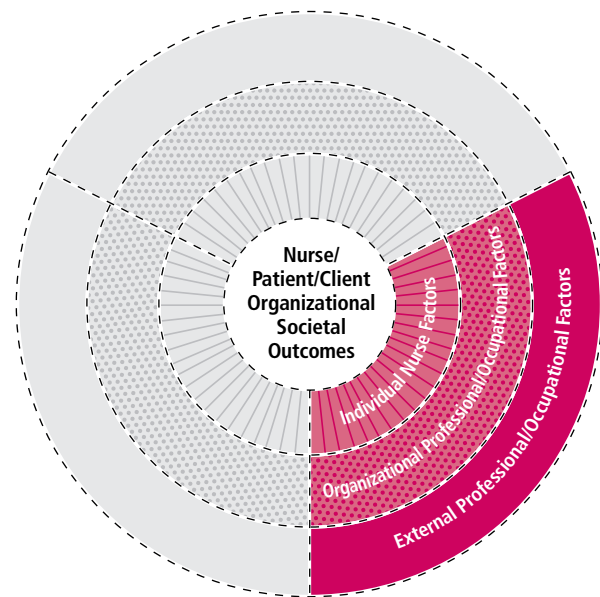 Nurse/
Patient/Client
Organizational
Societal
Outcomes
Individual Nurse Factors
Organizational Professional/Occupational Factors
External Professional/Occupational Factors